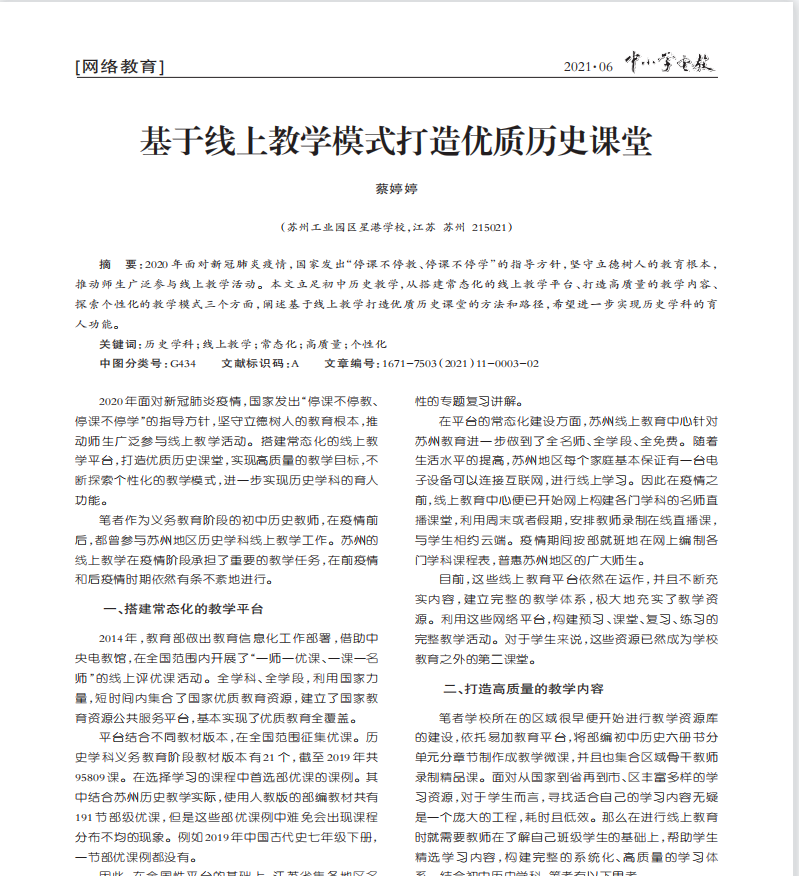 [网络教育]
2021·06 中小学电教
基于线上教学模式打造优质历史课堂
蔡婷婷
(苏州工业园区星港学校,江苏 苏州 215021)
摘 要:2020 年面对新冠肺炎疫情,国家发出“停课不停教、停课不停学”的指导方针,坚守立德树人的教育根本,
推动师生广泛参与线上教学活动。本文立足初中历史教学,从搭建常态化的线上教学平台、打造高质量的教学内容、
探索个性化的教学模式三个方面,阐述基于线上教学打造优质历史课堂的方法和路径,希望进一步实现历史学科的育
人功能。
关键词:历史学科;线上教学;常态化;高质量;个性化
中图分类号:G434 文献标识码:A 文章编号:1671-7503(2021)11-0003-02
2020 年面对新冠肺炎疫情,国家发出“停课不停教、
停课不停学”的指导方针,坚守立德树人的教育根本,推
动师生广泛参与线上教学活动。搭建常态化的线上教
学平台,打造优质历史课堂,实现高质量的教学目标,不
断探索个性化的教学模式,进一步实现历史学科的育人
功能。
笔者作为义务教育阶段的初中历史教师,在疫情前
后,都曾参与苏州地区历史学科线上教学工作。苏州的
线上教学在疫情阶段承担了重要的教学任务,在前疫情
和后疫情时期依然有条不紊地进行。
一、搭建常态化的教学平台
2014 年,教育部做出教育信息化工作部署,借助中
央电教馆,在全国范围内开展了“一师一优课、一课一名
师”的线上评优课活动。全学科、全学段,利用国家力
量,短时间内集合了国家优质教育资源,建立了国家教
育资源公共服务平台,基本实现了优质教育全覆盖。
平台结合不同教材版本,在全国范围征集优课。历
史学科义务教育阶段教材版本有 21 个,截至 2019 年共
95809 课。在选择学习的课程中首选部优课的课例。其
中结合苏州历史教学实际,使用人教版的部编教材共有
191 节部级优课,但是这些部优课例中难免会出现课程
分布不均的现象。例如 2019 年中国古代史七年级下册,
一节部优课例都没有。
因此,在全国性平台的基础上,江苏省集各地区名
性的专题复习讲解。
在平台的常态化建设方面,苏州线上教育中心针对
苏州教育进一步做到了全名师、全学段、全免费。随着
生活水平的提高,苏州地区每个家庭基本保证有一台电
子设备可以连接互联网,进行线上学习。因此在疫情之
前,线上教育中心便已开始网上构建各门学科的名师直
播课堂,利用周末或者假期,安排教师录制在线直播课,
与学生相约云端。疫情期间按部就班地在网上编制各
门学科课程表,普惠苏州地区的广大师生。
目前,这些线上教育平台依然在运作,并且不断充
实内容,建立完整的教学体系,极大地充实了教学资
源。利用这些网络平台,构建预习、课堂、复习、练习的
完整教学活动。对于学生来说,这些资源已然成为学校
教育之外的第二课堂。
二、打造高质量的教学内容
笔者学校所在的区域很早便开始进行教学资源库
的建设,依托易加教育平台,将部编初中历史六册书分
单元分章节制作成教学微课,并且也集合区域骨干教师
录制精品课。面对从国家到省再到市、区丰富多样的学
习资源,对于学生而言,寻找适合自己的学习内容无疑
是一个庞大的工程,耗时且低效。那么在进行线上教育
时就需要教师在了解自己班级学生的基础上,帮助学生
精选学习内容,构建完整的系统化、高质量的学习体
系。结合初中历史学科,笔者有以下思考